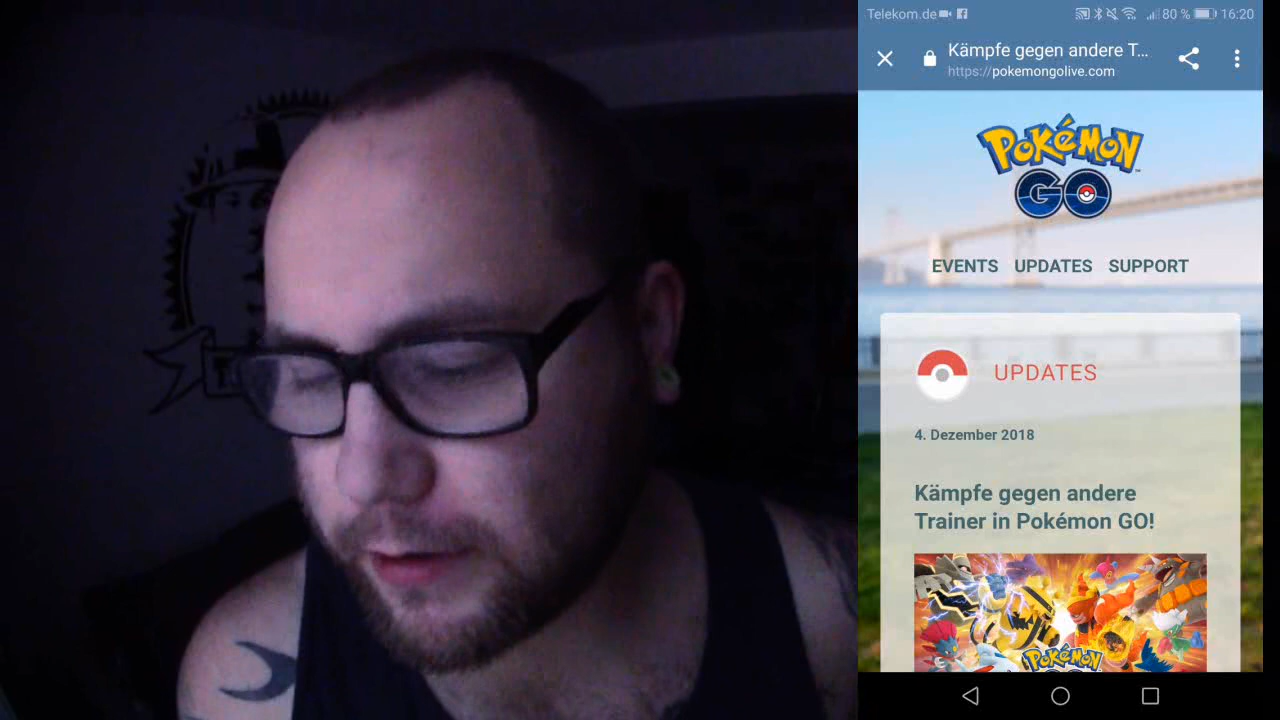 Telekom.de
80 % 16:20
Kämpfe gegen andere T...
https://pokemongolive.com
POKéMON
GO
EVENTS UPDATES SUPPORT
UPDATES
4. Dezember 2018
Kämpfe gegen andere
Trainer in Pokémon GO!
POKéMON